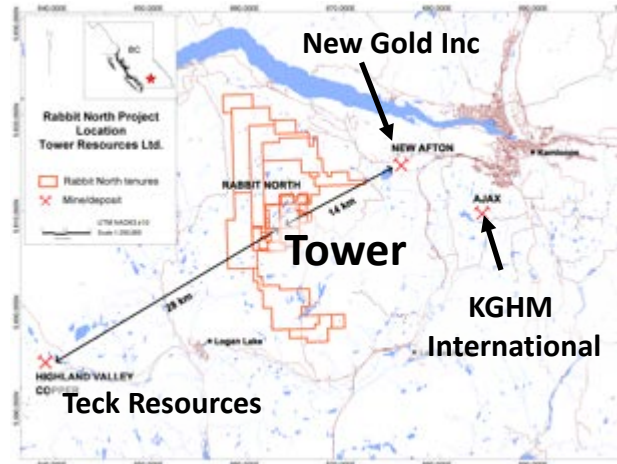 New Gold Inc
BC
Rabbit North Project
Location
Tower Resources Ltd.
Rabbit North tenures
Mine/deposit
NEW AFTON
Kamloops
RABBIT NORTH
14 km
AJAX
Tower
28 km
KGHM
International
Logan Lake
HIGHLAND VALLEY
COPPER
Teck Resources